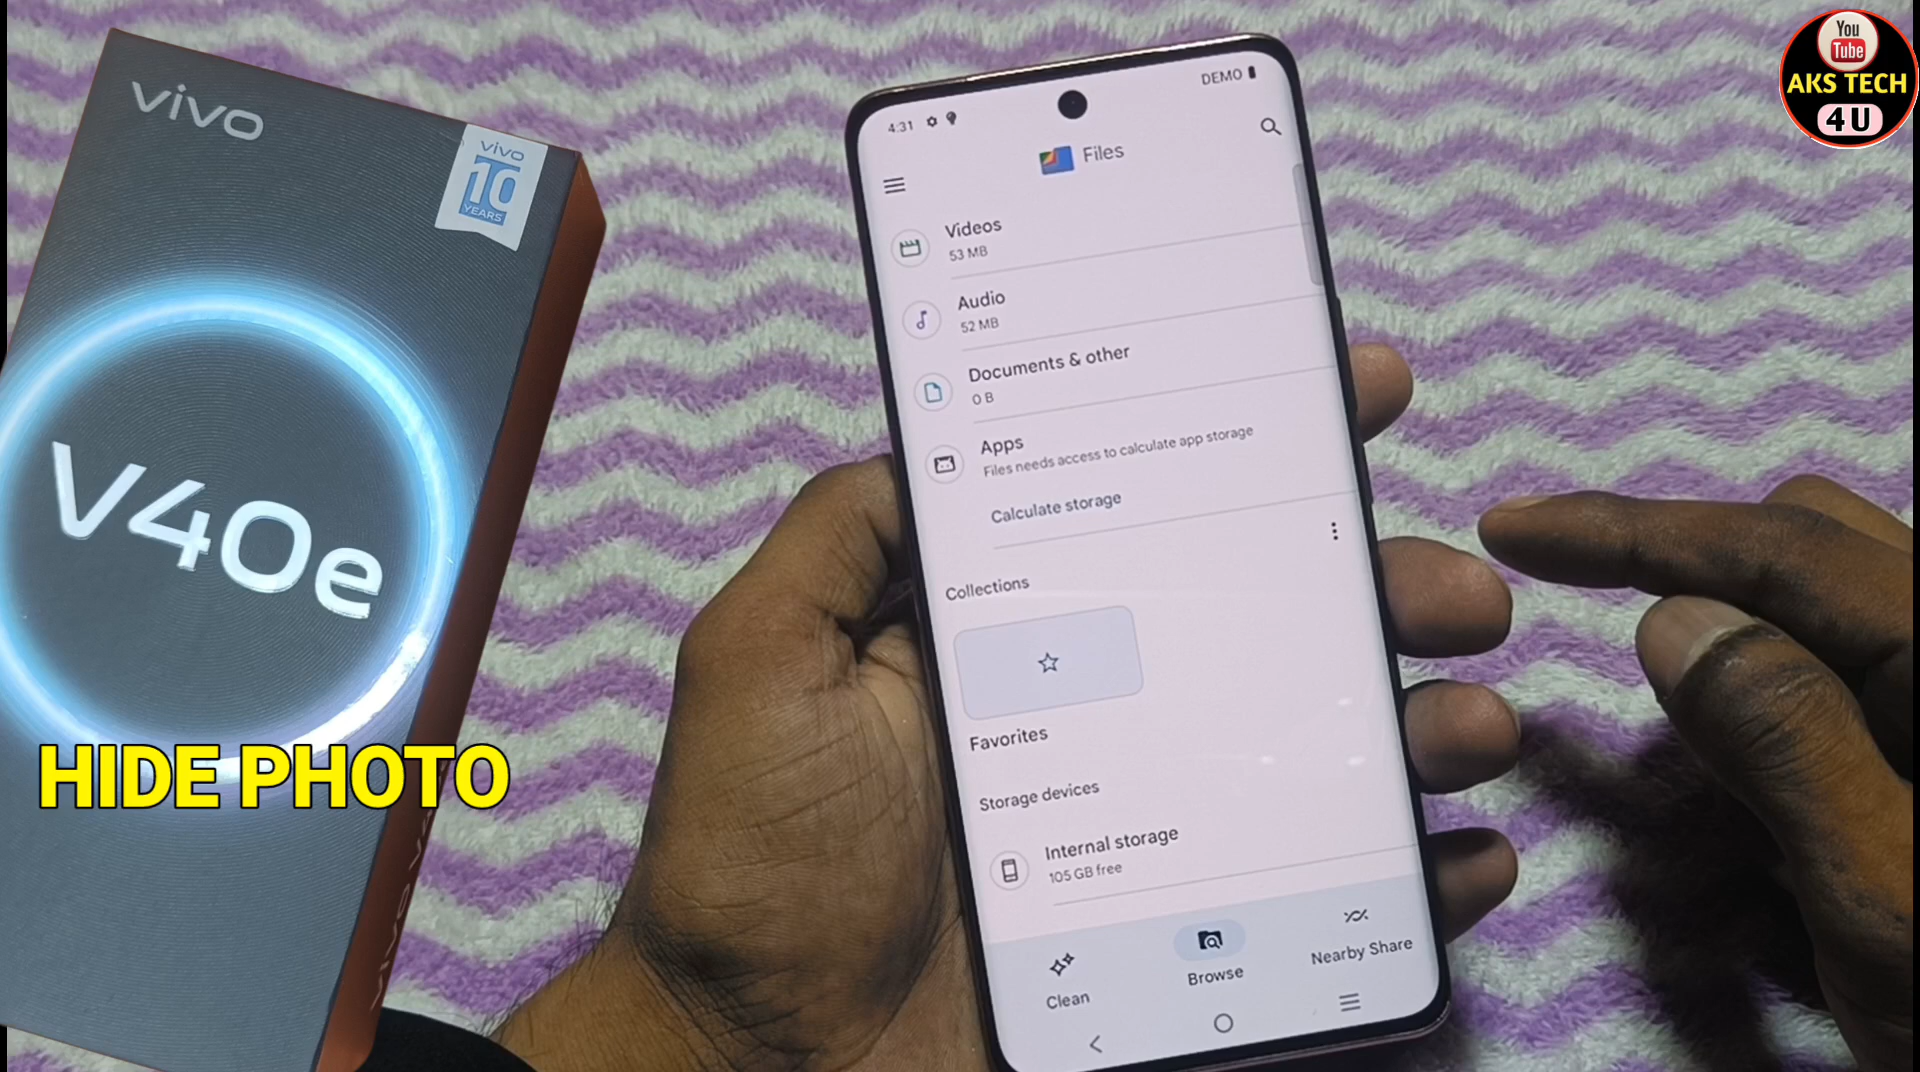 vivo
vivo
10
YEARS
V40e
HIDE PHOTO
vivo V
4:31
DEMO
Files
Videos
53 MB
Audio
52 MB
Documents & other
0 B
Apps
Files needs access to calculate app storage
Calculate storage
Collections
Favorites
Storage devices
Internal storage
105 GB free
Clean
Browse
Nearby Share
You
Tube
AKS TECH
4 U